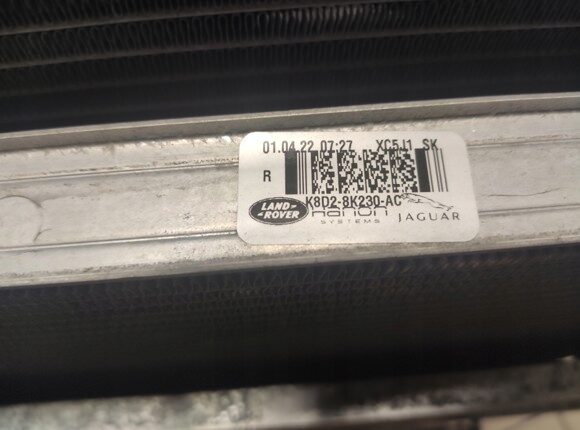 01.04.22 07:27 XC5J1 SK
R
K8D2-8K230-AC
LAND-
ROVER
hanon
SYSTEMS
JAGUAR